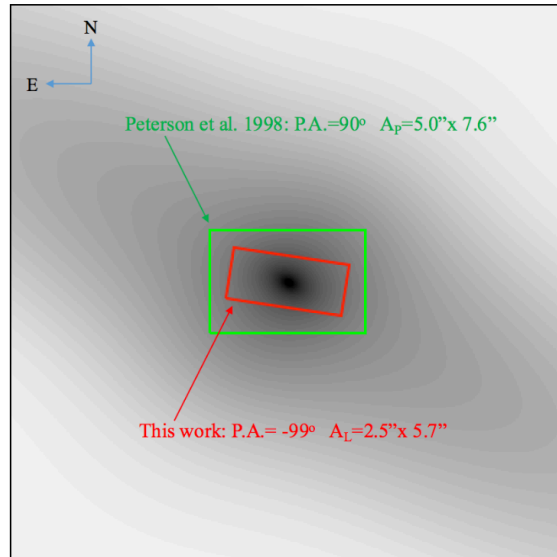 N
E
Peterson et al. 1998: P.A.=90° A_P=5.0”x 7.6”
This work: P.A.= -99° A_L=2.5”x 5.7”